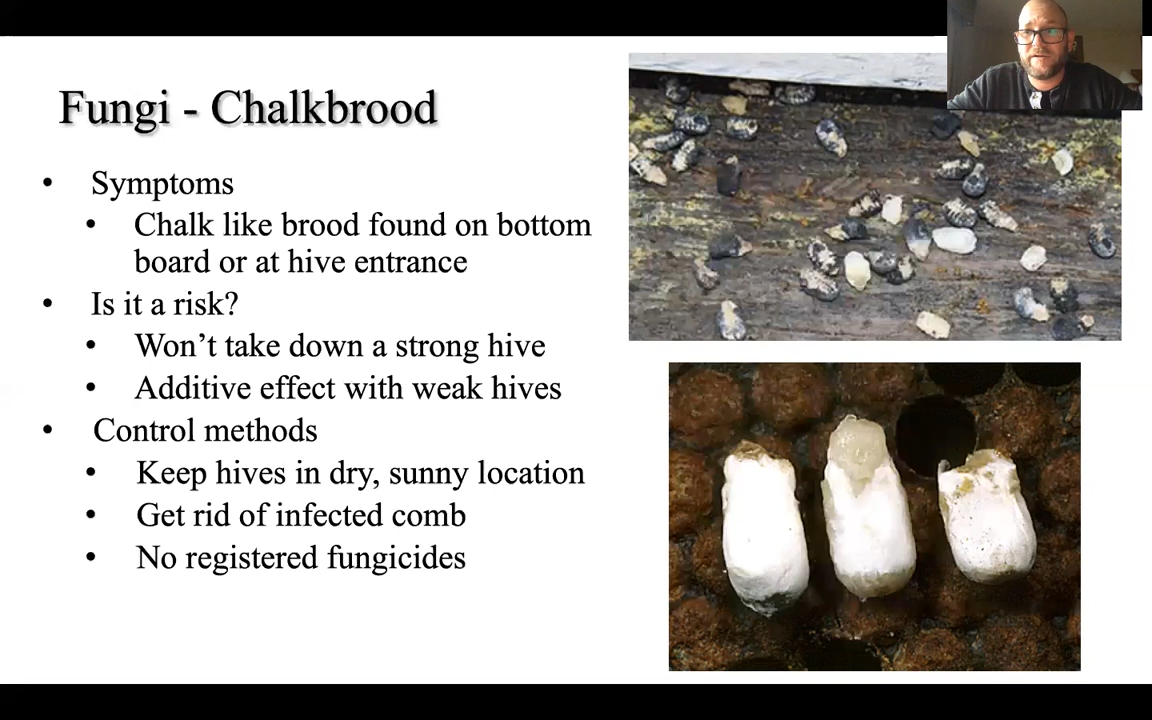 Fungi - Chalkbrood
• Symptoms
• Chalk like brood found on bottom
board or at hive entrance
• Is it a risk?
• Won’t take down a strong hive
• Additive effect with weak hives
• Control methods
• Keep hives in dry, sunny location
• Get rid of infected comb
• No registered fungicides